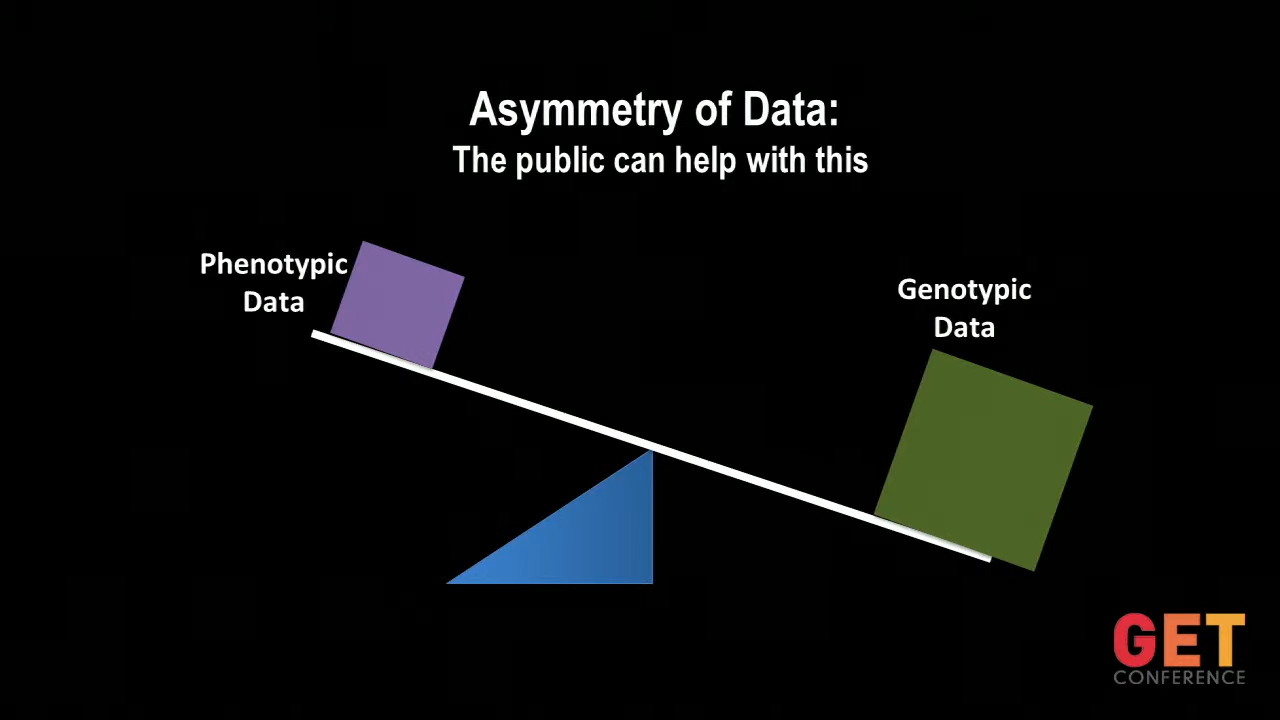 Asymmetry of Data:
The public can help with this
Phenotypic
Data
Genotypic
Data
GET
CONFERENCE